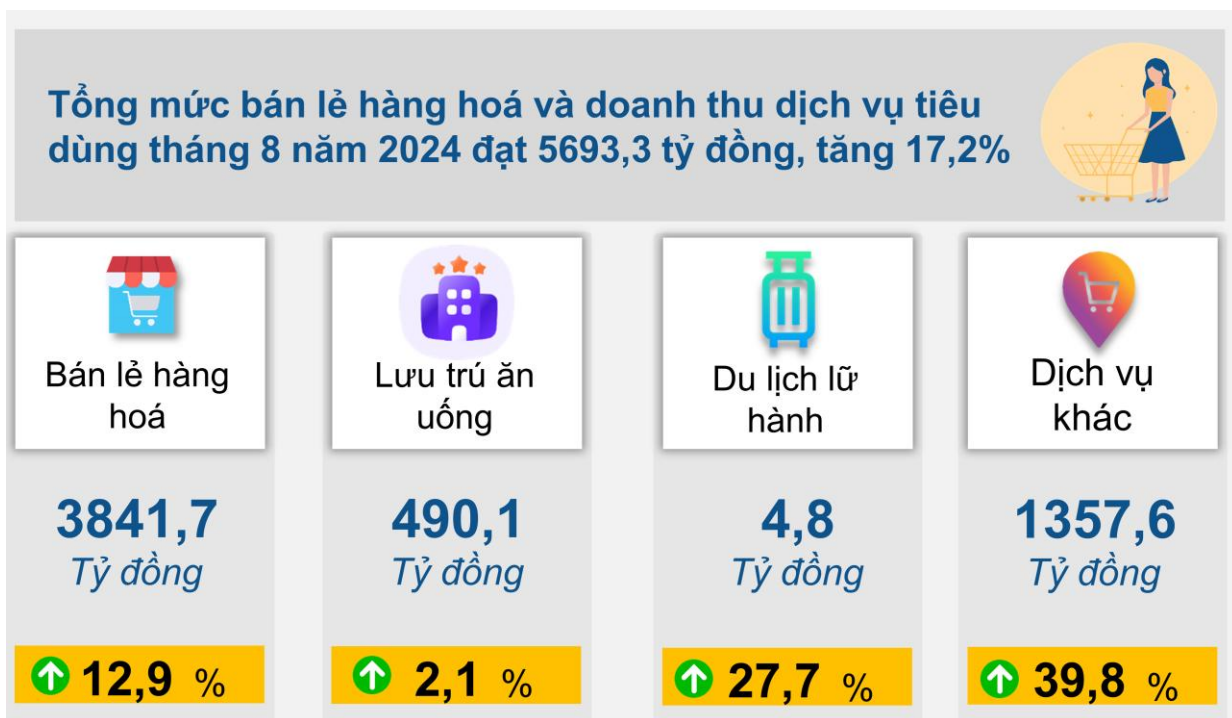 Tổng mức bán lẻ hàng hoá và doanh thu dịch vụ tiêu
dùng tháng 8 năm 2024 đạt 5693,3 tỷ đồng, tăng 17,2%
Bán lẻ hàng
hoá
3841,7
Tỷ đồng
12,9 %
Lưu trú ăn
uống
490,1
Tỷ đồng
2,1 %
Du lịch lữ
hành
4,8
Tỷ đồng
27,7 %
Dịch vụ
khác
1357,6
Tỷ đồng
39,8 %